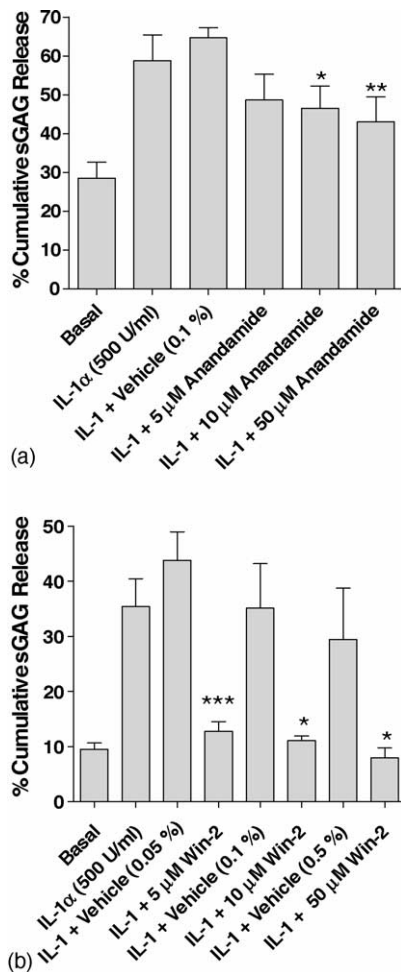 % Cumulative sGAG Release
70
60
50
40
30
20
10
0
*
**
Basal
IL-1α (500 U/ml)
IL-1 + Vehicle (0.1 %)
IL-1 + 5 μM Anandamide
IL-1 + 10 μM Anandamide
IL-1 + 50 μM Anandamide
(a)
% Cumulative sGAG Release
50
40
30
20
10
0
***
*
*
Basal
IL-1α (500 U/ml)
IL-1 + Vehicle (0.05 %)
IL-1 + 5 μM Win-2
IL-1 + Vehicle (0.1 %)
IL-1 + 10 μM Win-2
IL-1 + Vehicle (0.5 %)
IL-1 + 50 μM Win-2
(b)